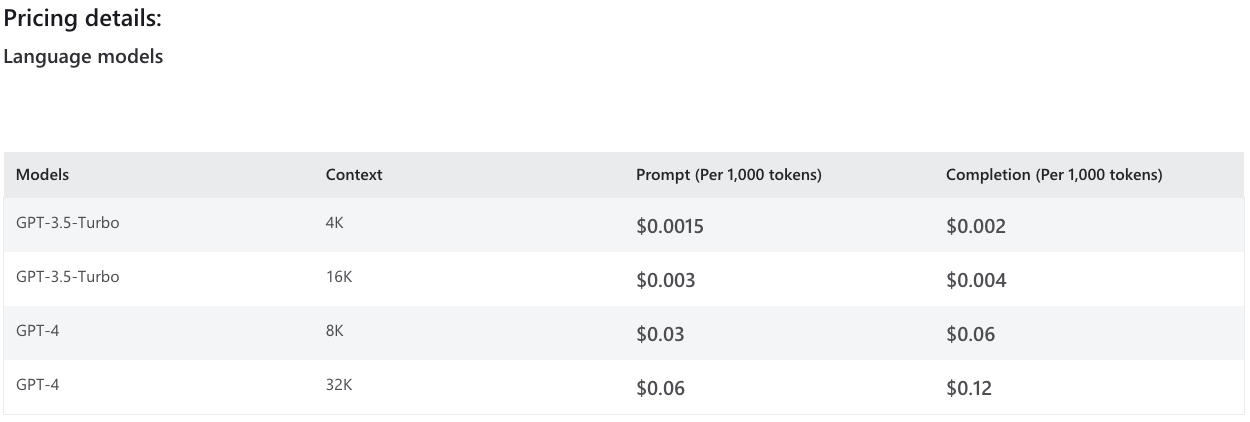 Pricing details:
Language models
Models Context Prompt (Per 1,000 tokens) Completion (Per 1,000 tokens)
GPT-3.5-Turbo 4K $0.0015 $0.002
GPT-3.5-Turbo 16K $0.003 $0.004
GPT-4 8K $0.03 $0.06
GPT-4 32K $0.06 $0.12